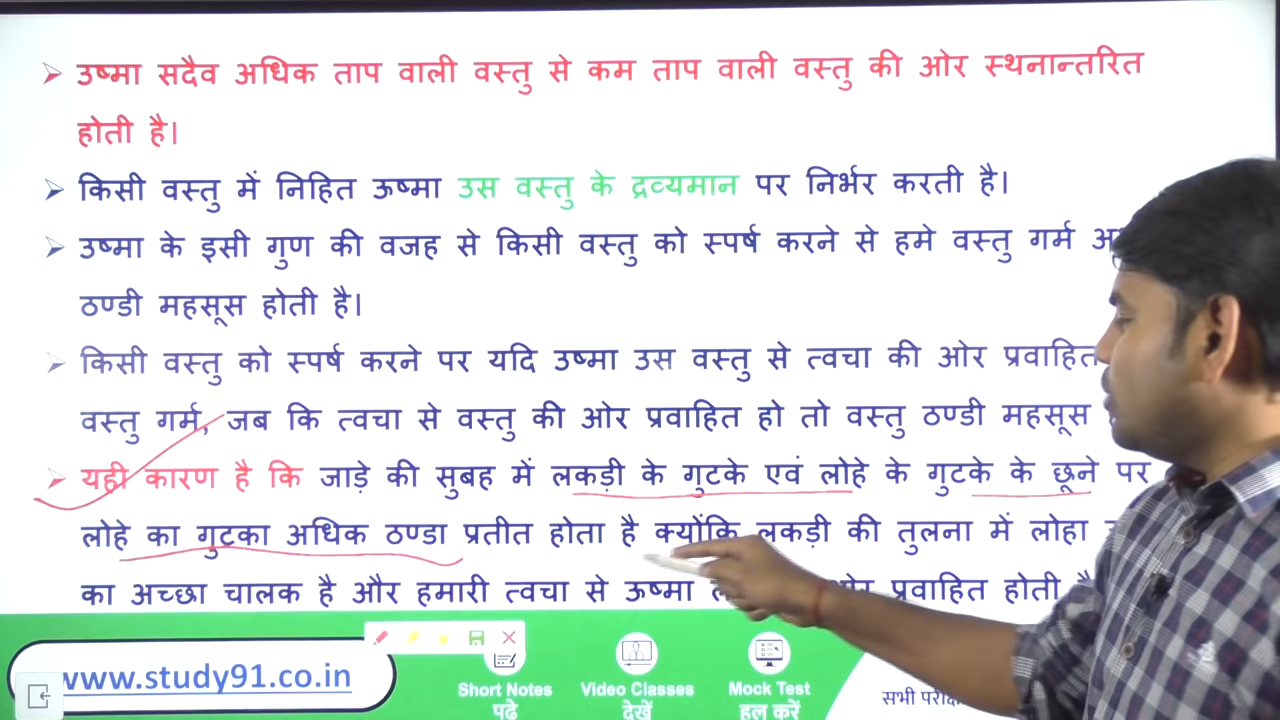 उष्मा सदैव अधिक ताप वाली वस्तु से कम ताप वाली वस्तु की ओर स्थनान्तरित
होती है।
किसी वस्तु में निहित ऊष्मा उस वस्तु के द्रव्यमान पर निर्भर करती है।
उष्मा के इसी गुण की वजह से किसी वस्तु को स्पर्ष करने से हमे वस्तु गर्म
ठण्डी महसूस होती है।
किसी वस्तु को स्पर्ष करने पर यदि उष्मा उस वस्तु से त्वचा की ओर प्रवाहित
वस्तु गर्म, जब कि त्वचा से वस्तु की ओर प्रवाहित हो तो वस्तु ठण्डी महसूस
यही कारण है कि जाड़े की सुबह में लकड़ी के गुटके एवं लोहे के गुटके के छूने पर
लोहे का गुटका अधिक ठण्डा प्रतीत होता है क्योंकि लकड़ी की तुलना में लोहा
का अच्छा चालक है और हमारी त्वचा से ऊष्मा ओर प्रवाहित होती
www.study91.co.in
Short Notes
पढे
Video Classes
देखें
Mock Test
हल करें
सभी